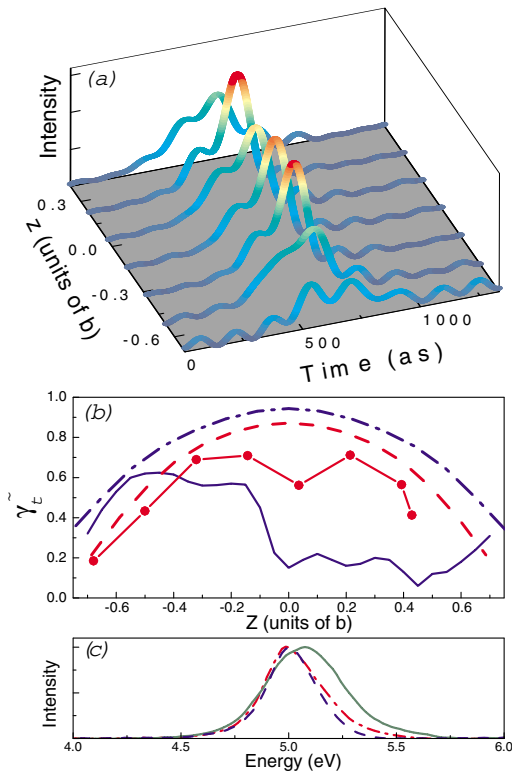 (a)
Intensity
0.3
0.0
-0.3
-0.6
z (units of b)
0
500
1000
Time (as)
(b)
1.0
0.8
0.6
0.4
0.2
0.0
γ̃t
-0.6 -0.4 -0.2 0.0 0.2 0.4 0.6
Z (units of b)
(c)
Intensity
4.0 4.5 5.0 5.5 6.0
Energy (eV)